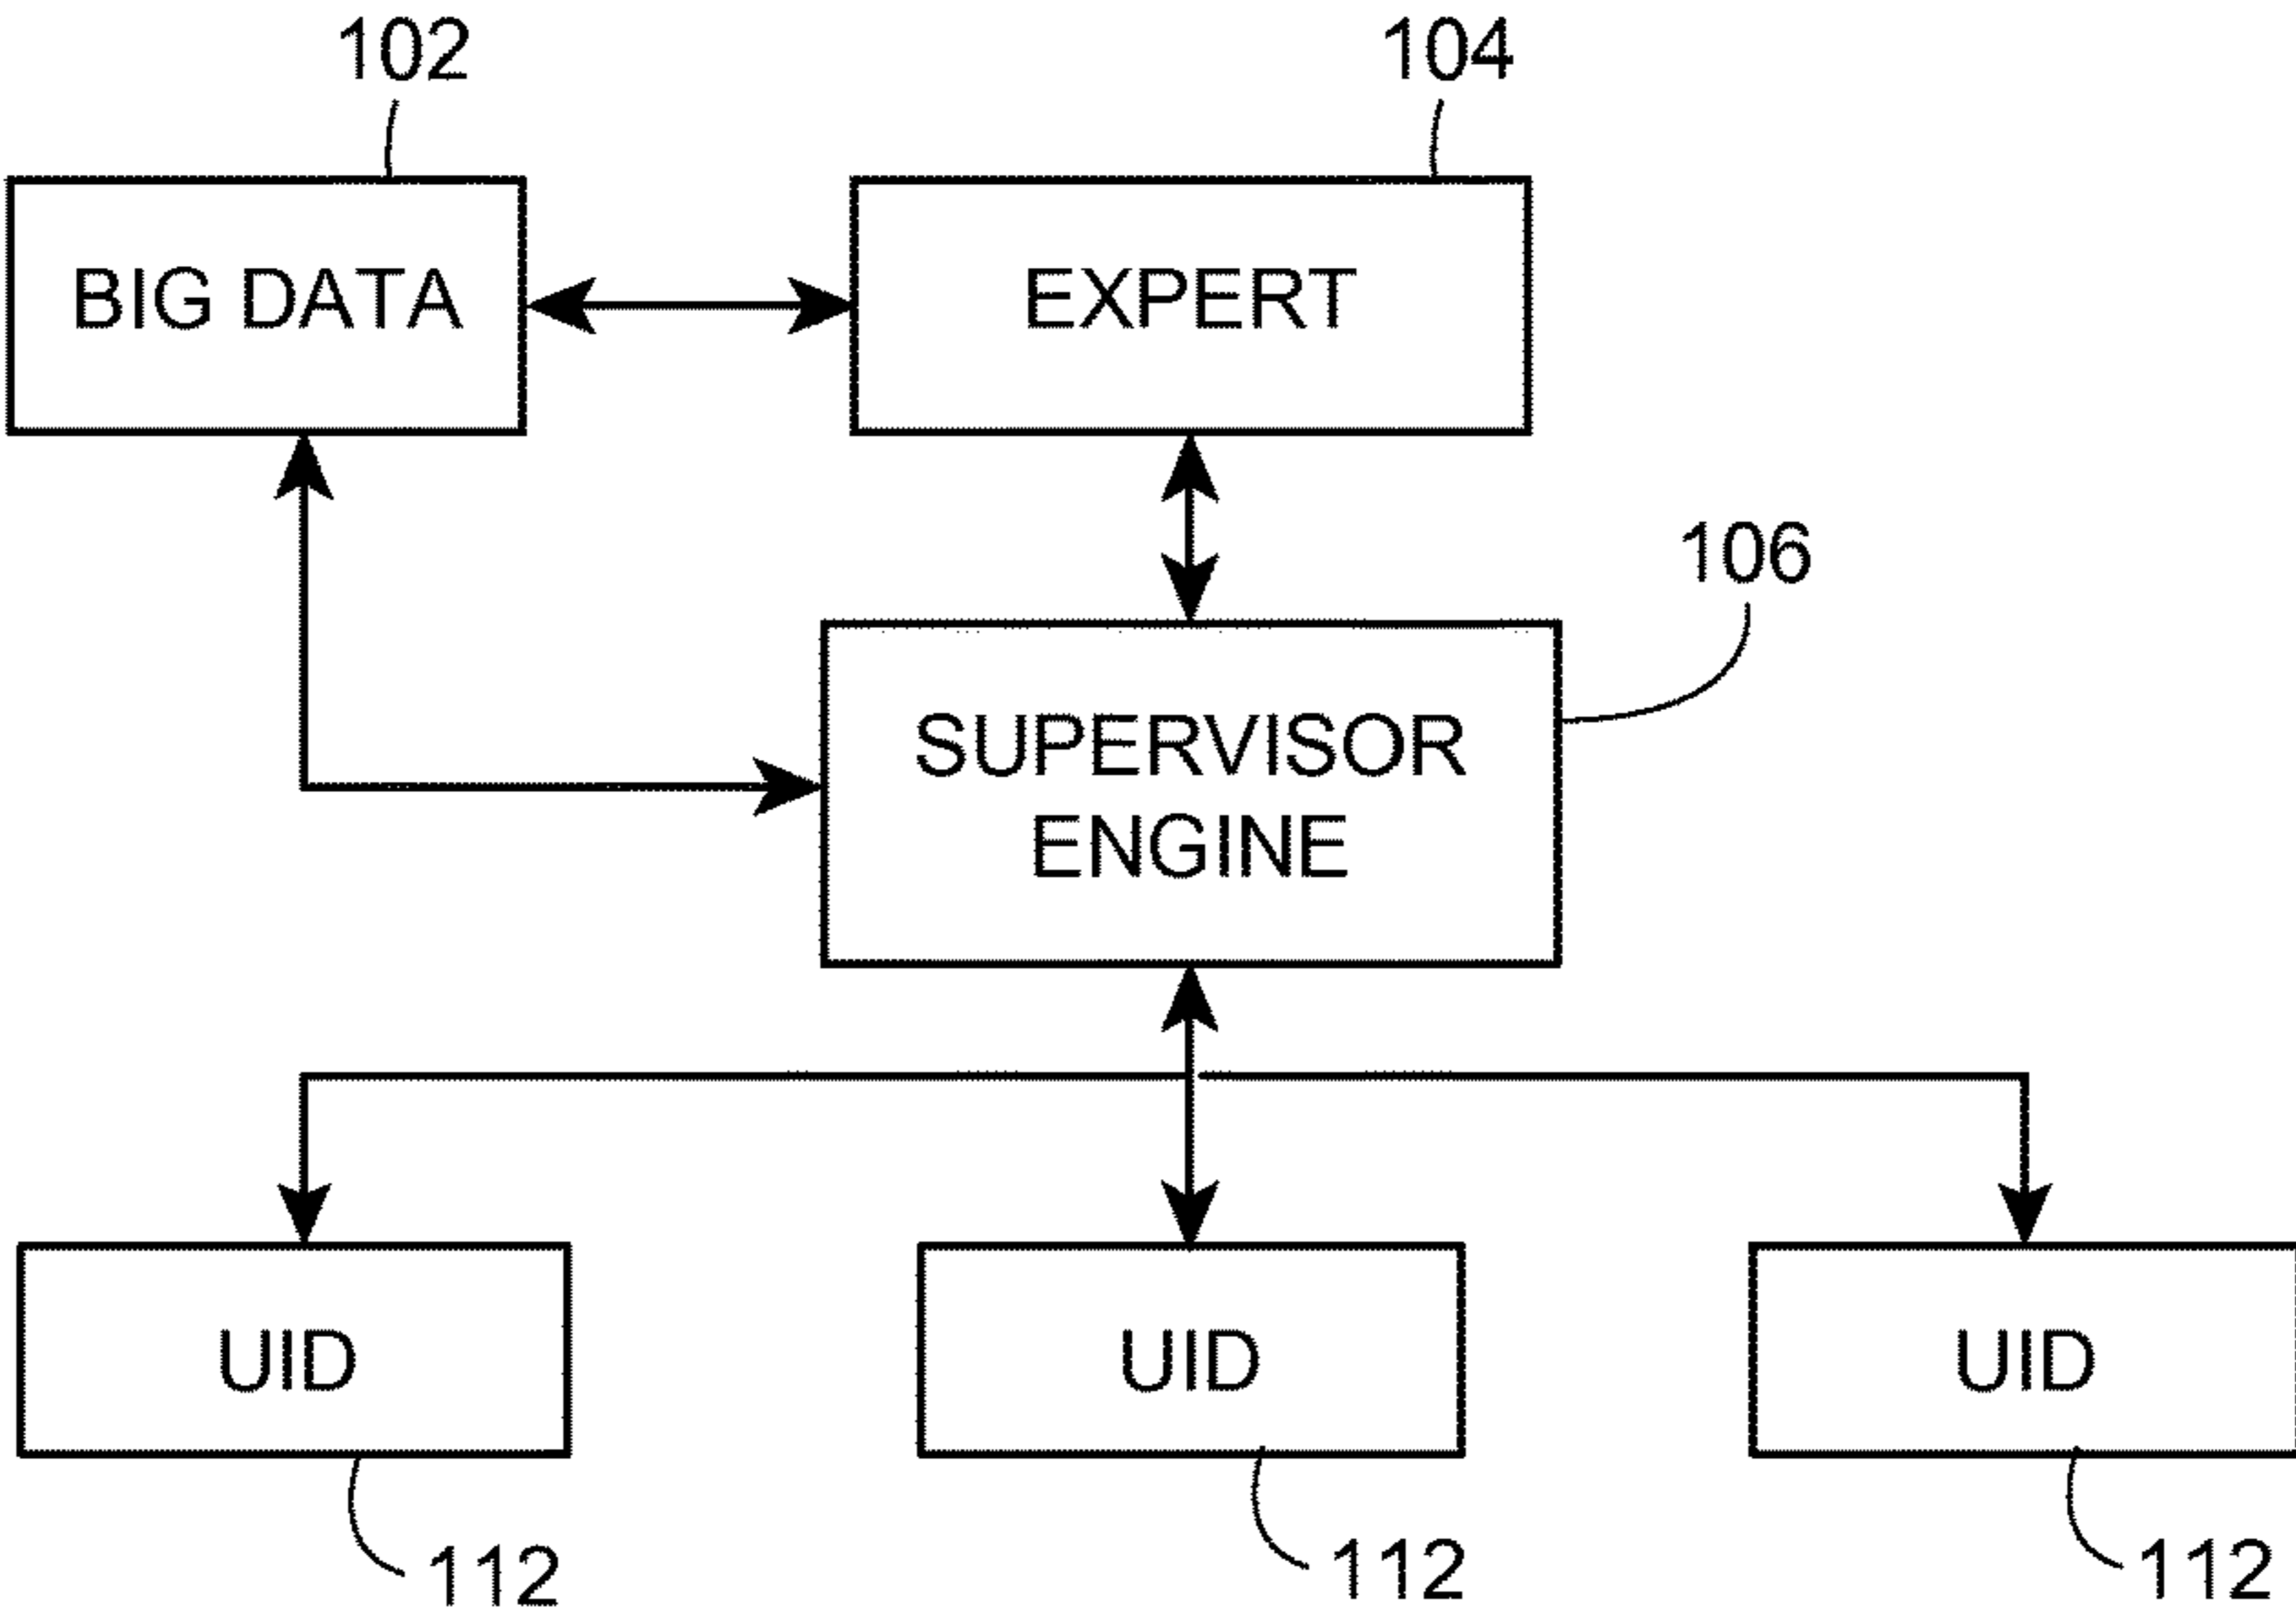 102
104
BIG DATA
EXPERT
106
SUPERVISOR
ENGINE
UID
UID
UID
112
112
112